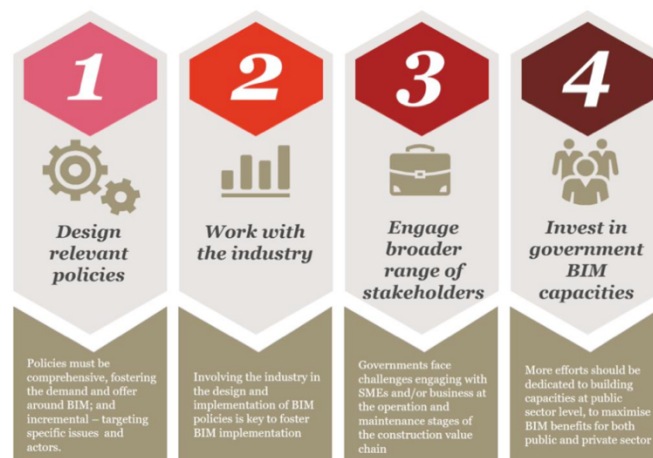 1
Design
relevant
policies
Policies must be
comprehensive, fostering
the demand and offer
around BIM; and
incremental – targeting
specific issues and
actors.
2
Work with
the industry
Involving the industry in
the design and
implementation of BIM
policies is key to foster
BIM implementation
3
Engage
broader
range of
stakeholders
Governments face
challenges engaging with
SMEs and/or business at
the operation and
maintenance stages of
the construction value
chain
4
Invest in
government
BIM
capacities
More efforts should be
dedicated to building
capacities at public
sector level, to maximise
BIM benefits for both
public and private sector